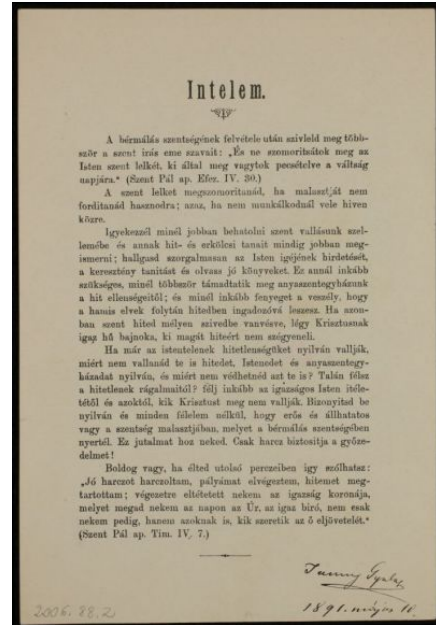 Intelem.
A bérmálás szentségének felvétele után szivleld meg több-
ször a szent irás eme szavait: „És ne szomoritsátok meg az
Isten szent lelkét, ki által meg vagytok pecsételve a váltság
napjára.“ (Szent Pál ap. Efez. IV. 30.)
A szent lelket megszomoritanád, ha malasztját nem
forditanád hasznodra; azaz, ha nem munkálkodnál vele hiven
közre.
Igyekezzél minél jobban behatolni szent vallásunk szel-
lemébe és annak hit- és erkölcsi tanait mindig jobban meg-
ismerni; hallgasd szorgalmasan az Isten igéjének hirdetését,
a keresztény tanitást és olvass jó könyveket. Ez annál inkább
szükséges, minél többször támadtatik meg anyaszentegyházunk
a hit ellenségeitől; és minél inkább fenyeget a veszély, hogy
a hamis elvek folytán hitedben ingadozóvá leszesz. Ha azon-
ban szent hited mélyen szivedbe vanvésve, légy Krisztusnak
igaz hű bajnoka, ki magát hiteért nem szégyeneli.
Ha már az istentelenek hitetlenségüket nyilván vallják,
miért nem vallanád te is hitedet, Istenedet és anyaszentegy-
házadat nyilván, és miért nem védhetnéd azt te is? Talán félsz
a hitetlenek rágalmaitól? félj inkább az igazságos Isten itéle-
tétől és azoktól, kik Krisztust meg nem vallják. Bizonyitsd be
nyilván és minden félelem nélkül, hogy erős és állhatatos
vagy a szentség malasztjában, melyet a bérmálás szentségében
nyertél. Ez jutalmat hoz neked. Csak harcz biztositja a győze-
delmet!
Boldog vagy, ha élted utolsó perczeiben igy szólhatsz:
„Jó harczot harczoltam, pályámat elvégeztem, hitemet meg-
tartottam; végezetre eltétetett nekem az igazság koronája,
melyet megad nekem az napon az Úr, az igaz biró, nem csak
nekem pedig, hanem azoknak is, kik szeretik az ő eljövetelét.“
(Szent Pál ap. Tim. IV. 7.)
Gyula
1891. május
2006.88.2